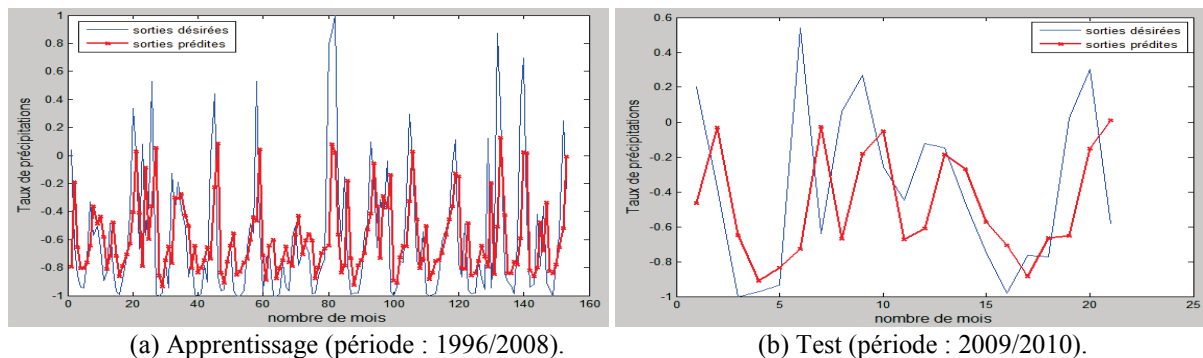 1
0.8
0.6
0.4
0.2
0
-0.2
-0.4
-0.6
-0.8
-1
Taux de précipitations
sorties désirées
sorties prédites
0 20 40 60 80 100 120 140 160
nombre de mois
(a) Apprentissage (période : 1996/2008).
0.6
0.4
0.2
0
-0.2
-0.4
-0.6
-0.8
-1
Taux de précipitations
sorties désirées
sorties prédites
0 5 10 15 20 25
nombre de mois
(b) Test (période : 2009/2010).